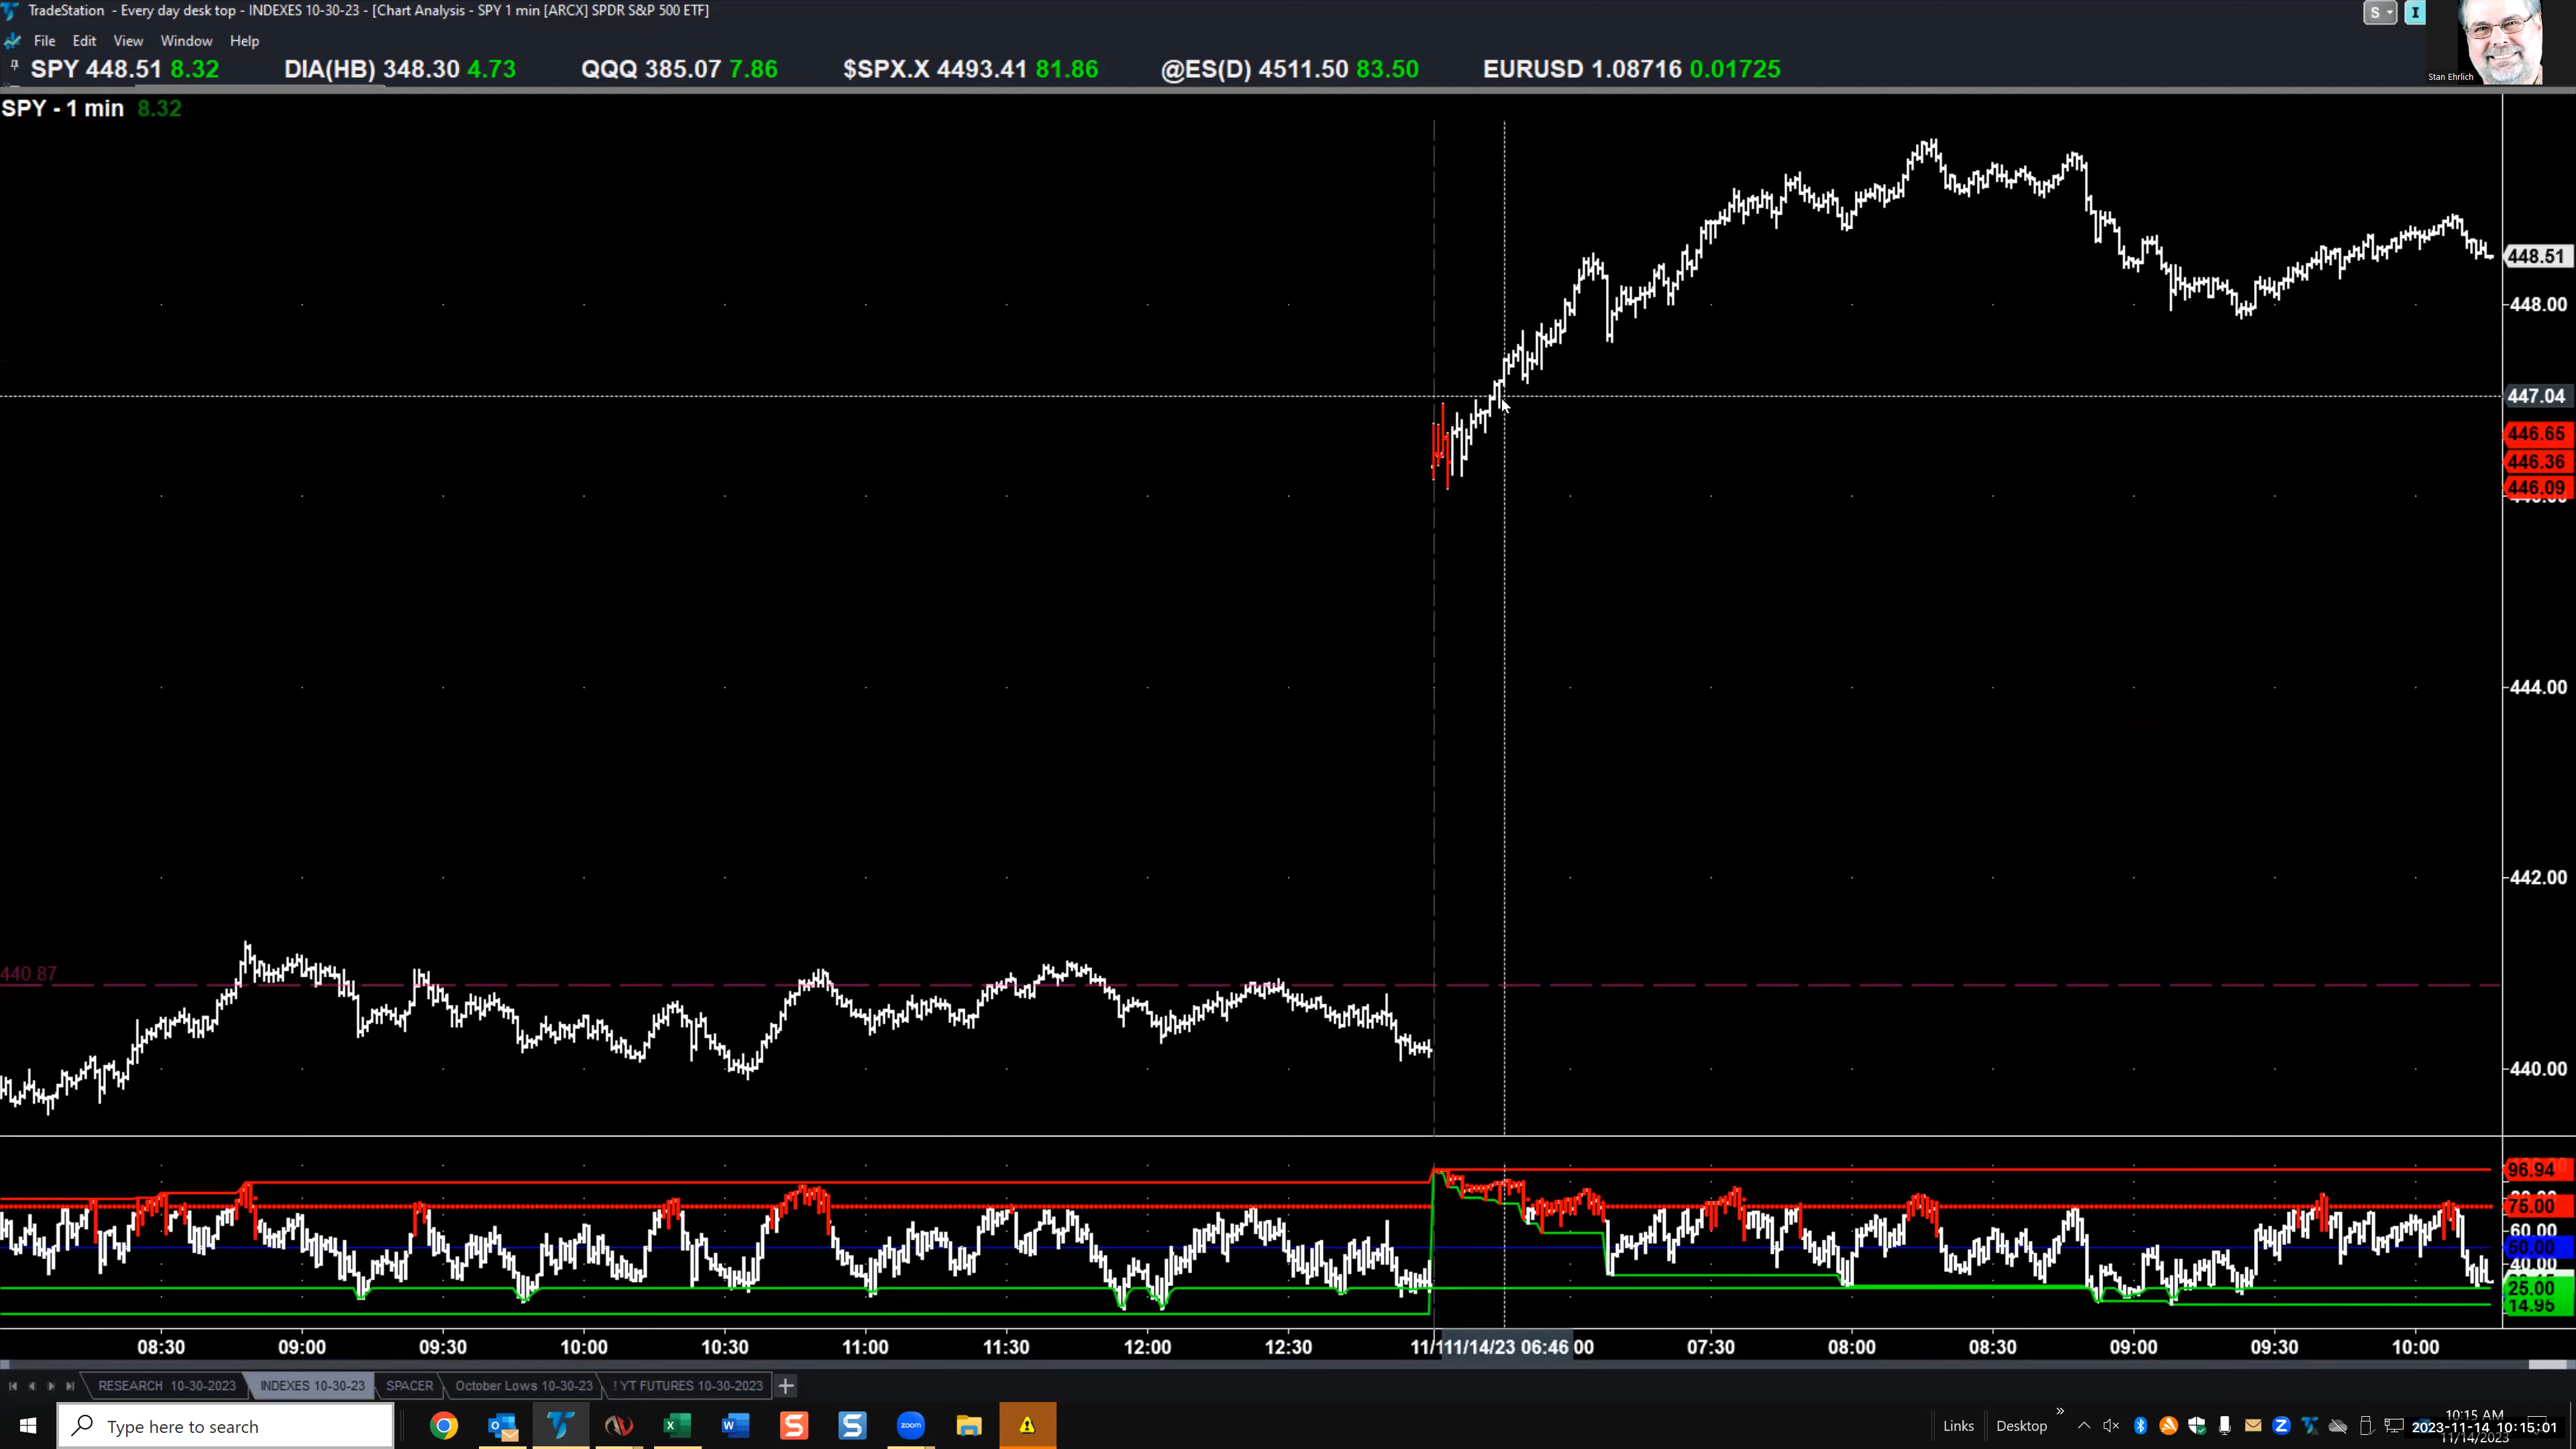 TradeStation - Every day desk top - INDEXES 10-30-23 - [Chart Analysis - SPY 1 min [ARCX] SPDR S&P 500 ETF]
S
I
File Edit View Window Help
SPY 448.51 8.32 DIA(HB) 348.30 4.73 QQQ 385.07 7.86 $SPX.X 4493.41 81.86 @ES(D) 4511.50 83.50 EURUSD 1.08716 0.01725
Stan Ehrlich
SPY - 1 min 8.32
448.51
448.00
447.04
446.65
446.36
446.09
444.00
442.00
440.87
440.00
96.94
75.00
60.00
50.00
40.00
25.00
14.95
08:30 09:00 09:30 10:00 10:30 11:00 11:30 12:00 12:30 11/111/14/23 06:46 00 07:30 08:00 08:30 09:00 09:30 10:00
RESEARCH 10-30-2023 INDEXES 10-30-23 SPACER October Lows 10-30-23 ! YT FUTURES 10-30-2023 +
Type here to search
zoom
Links Desktop
10:15 AM
2023-11-14 10:15:01
11/14/2023